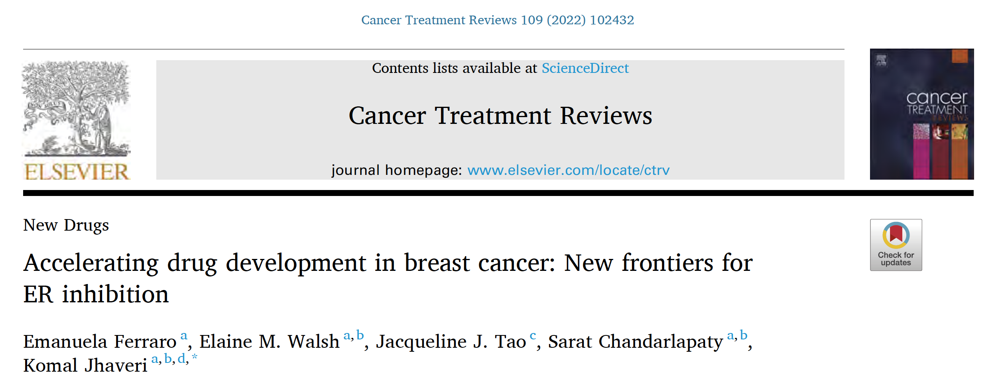 Cancer Treatment Reviews 109 (2022) 102432
Contents lists available at ScienceDirect
Cancer Treatment Reviews
journal homepage: www.elsevier.com/locate/ctrv
ELSEVIER
cancer
TREATMENT
REVIEWS
New Drugs
Check for
updates
Accelerating drug development in breast cancer: New frontiers for
ER inhibition
Emanuela Ferraro a, Elaine M. Walsh a,b, Jacqueline J. Tao c, Sarat Chandarlapaty a,b,
Komal Jhaveri a,b,d,*